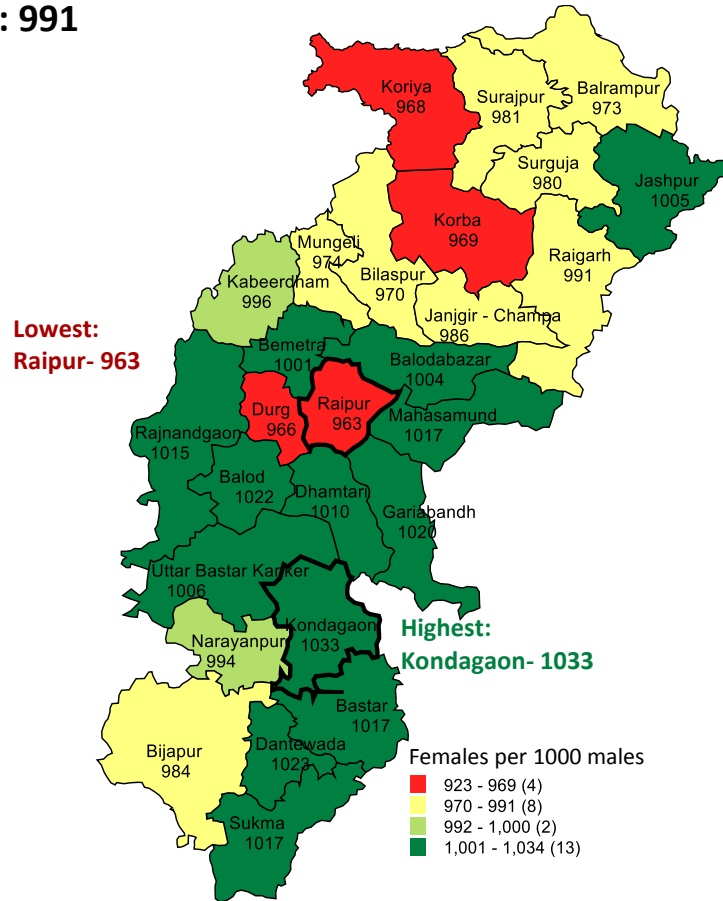 : 991
Koriya
968
Surajpur
981
Balrampur
973
Surguja
980
Jashpur
1005
Korba
969
Mungeli
974
Bilaspur
970
Raigarh
991
Kabeerdham
996
Janjgir - Champa
986
Lowest:
Raipur- 963
Bemetra
1001
Balodabazar
1004
Durg
966
Raipur
963
Mahasamund
1017
Rajnandgaon
1015
Balod
1022
Dhamtari
1010
Gariabandh
1020
Uttar Bastar Kanker
1006
Kondagaon
1033
Narayanpur
994
Highest:
Kondagaon- 1033
Bastar
1017
Bijapur
984
Dantewada
1023
Sukma
1017
Females per 1000 males
923 - 969 (4)
970 - 991 (8)
992 - 1,000 (2)
1,001 - 1,034 (13)